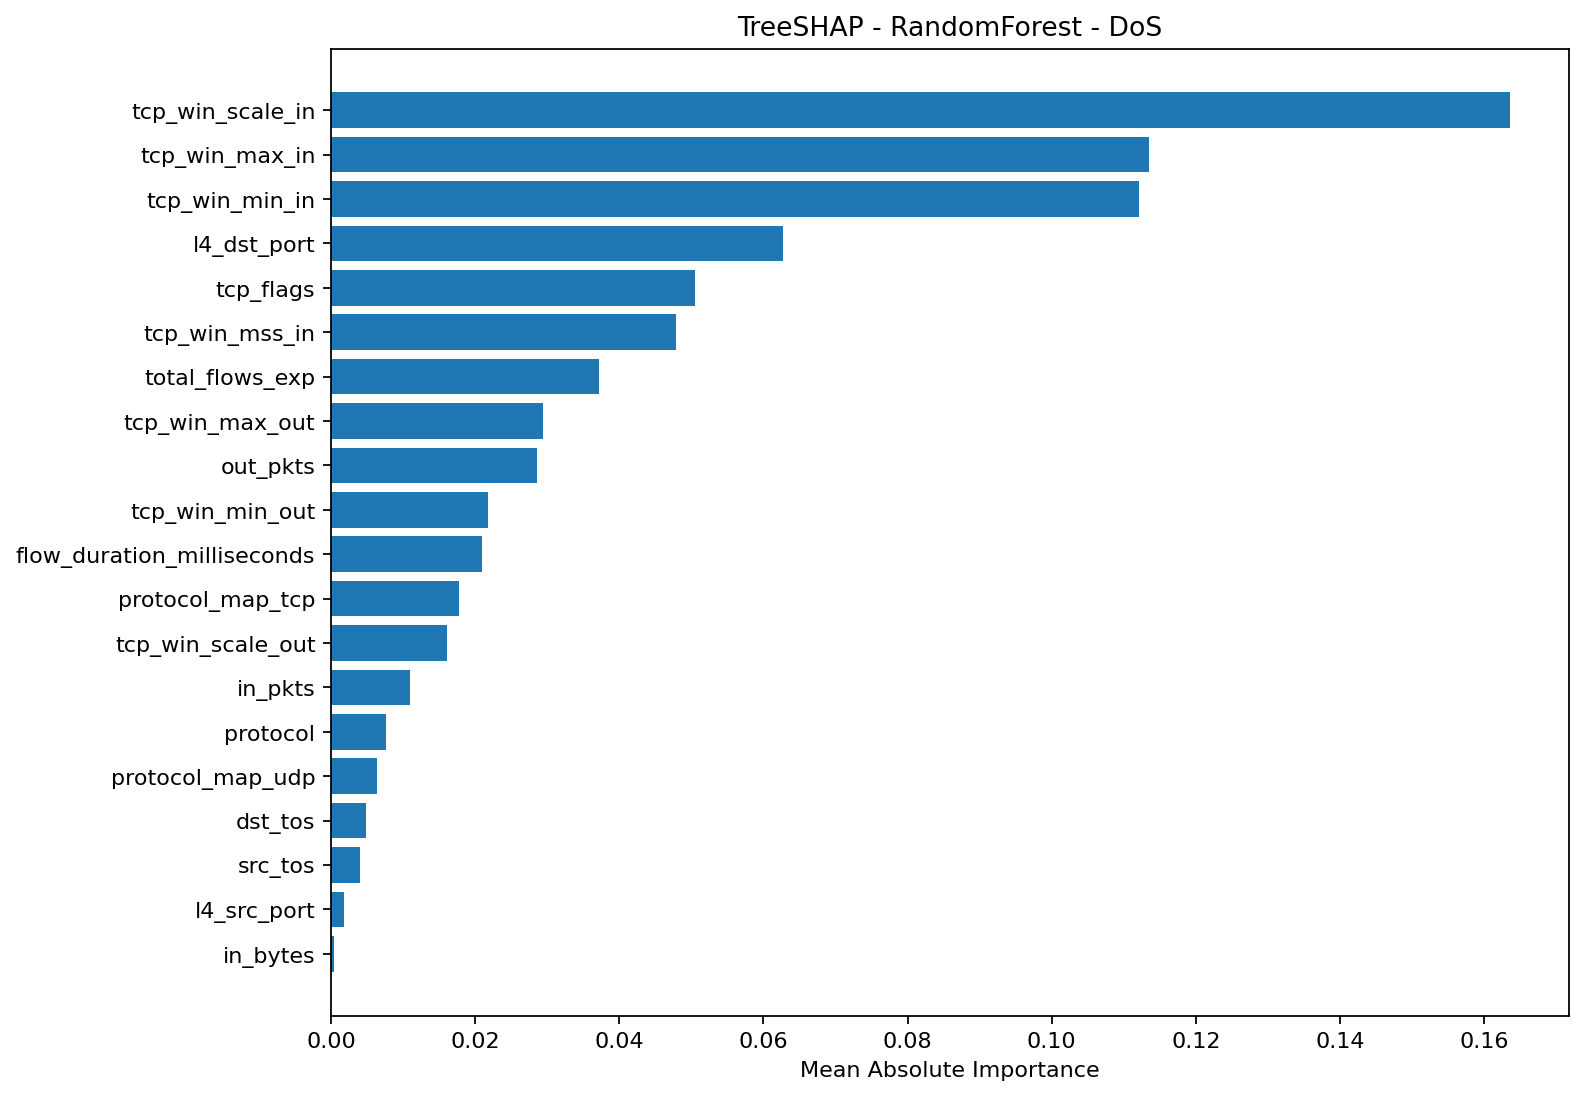 TreeSHAP - RandomForest - DoS
tcp_win_scale_in
tcp_win_max_in
tcp_win_min_in
l4_dst_port
tcp_flags
tcp_win_mss_in
total_flows_exp
tcp_win_max_out
out_pkts
tcp_win_min_out
flow_duration_milliseconds
protocol_map_tcp
tcp_win_scale_out
in_pkts
protocol
protocol_map_udp
dst_tos
src_tos
l4_src_port
in_bytes
0.00 0.02 0.04 0.06 0.08 0.10 0.12 0.14 0.16
Mean Absolute Importance